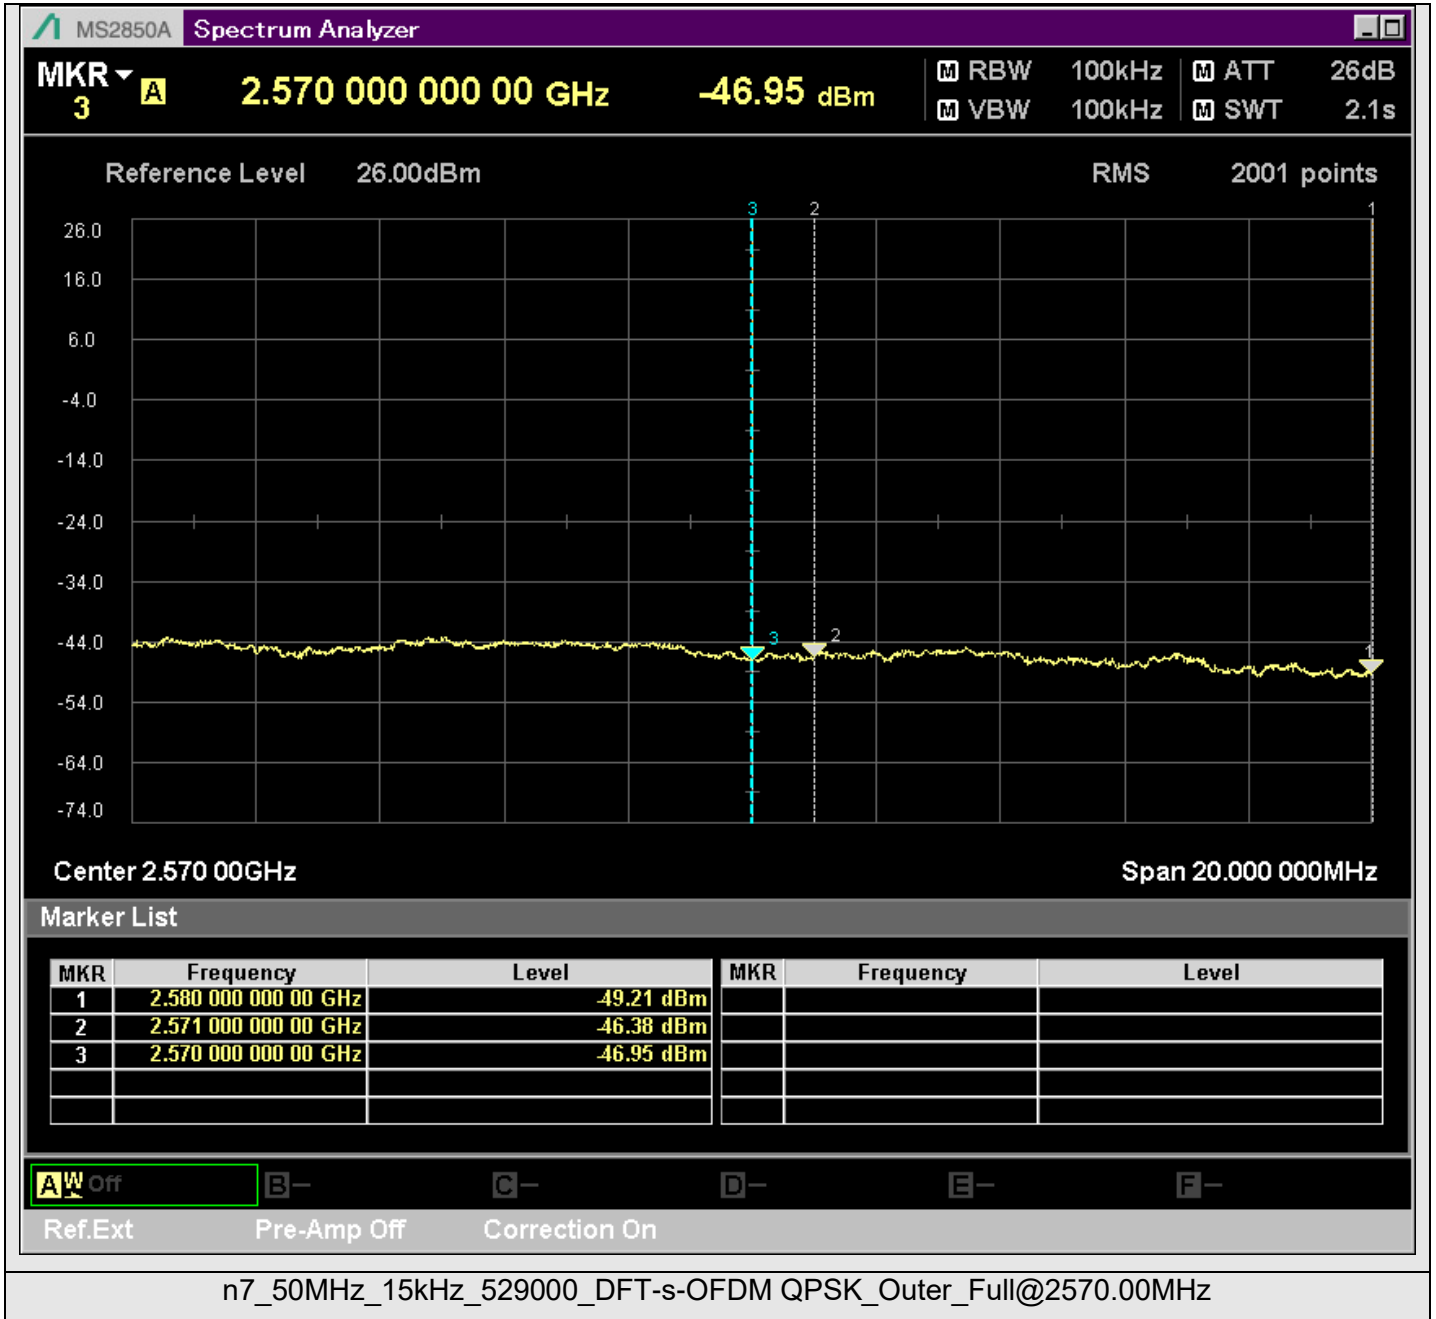 MS2850A Spectrum Analyzer
MKR A 2.570 000 000 00 GHz -46.95 dBm M RBW 100kHz M ATT 26dB
3 M VBW 100kHz M SWT 2.1s
Reference Level 26.00dBm RMS 2001 points
3 2 1
26.0
16.0
6.0
-4.0
-14.0
-24.0
-34.0
-44.0
3 2 1
-54.0
-64.0
-74.0
Center 2.570 00GHz Span 20.000 000MHz
Marker List
MKR Frequency Level MKR Frequency Level
1 2.580 000 000 00 GHz -49.21 dBm
2 2.571 000 000 00 GHz -46.38 dBm
3 2.570 000 000 00 GHz -46.95 dBm
A W Off B- C- D- E- F-
Ref.Ext Pre-Amp Off Correction On
n7_50MHz_15kHz_529000_DFT-s-OFDM QPSK_Outer_Full@2570.00MHz